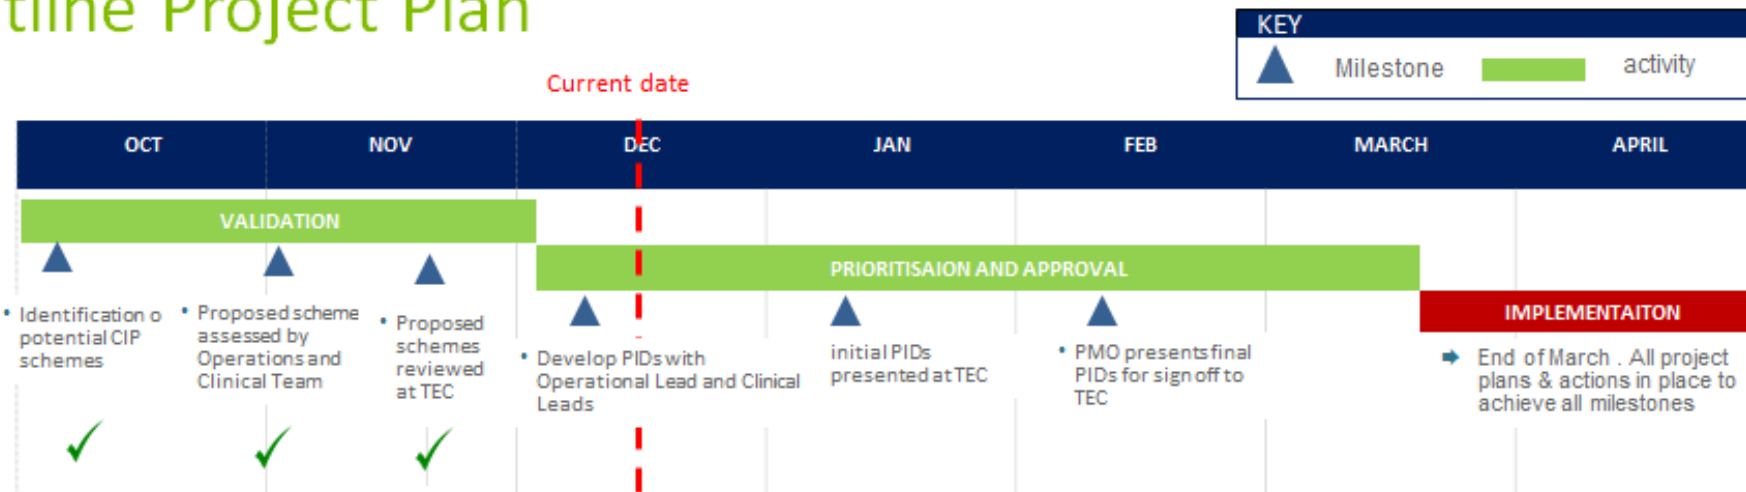 tline Project Plan
KEY
Milestone
activity
Current date
OCT
NOV
DEC
JAN
FEB
MARCH
APRIL
VALIDATION
PRIORITISAION AND APPROVAL
IMPLEMENTAITON
• Identification o
potential CIP
schemes
• Proposed scheme
assessed by
Operations and
Clinical Team
• Proposed
schemes
reviewed
at TEC
• Develop PIDs with
Operational Lead and Clinical
Leads
initial PIDs
presented at TEC
• PMO presents final
PIDs for sign off to
TEC
End of March . All project
plans & actions in place to
achieve all milestones